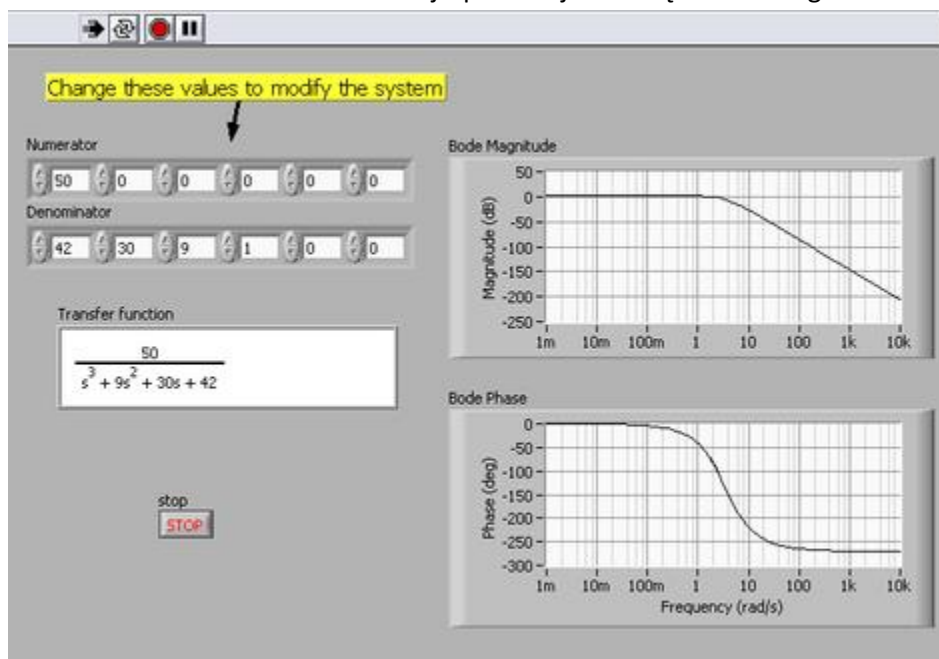 Change these values to modify the system
Numerator
50 0 0 0 0 0
Denominator
42 30 9 1 0 0
Transfer function
50
s3 + 9s2 + 30s + 42
stop
STOP
Bode Magnitude
Magnitude (dB)
50
0
-50
-100
-150
-200
-250
1m 10m 100m 1 10 100 1k 10k
Bode Phase
Phase (deg)
0
-50
-100
-150
-200
-250
-300
1m 10m 100m 1 10 100 1k 10k
Frequency (rad/s)